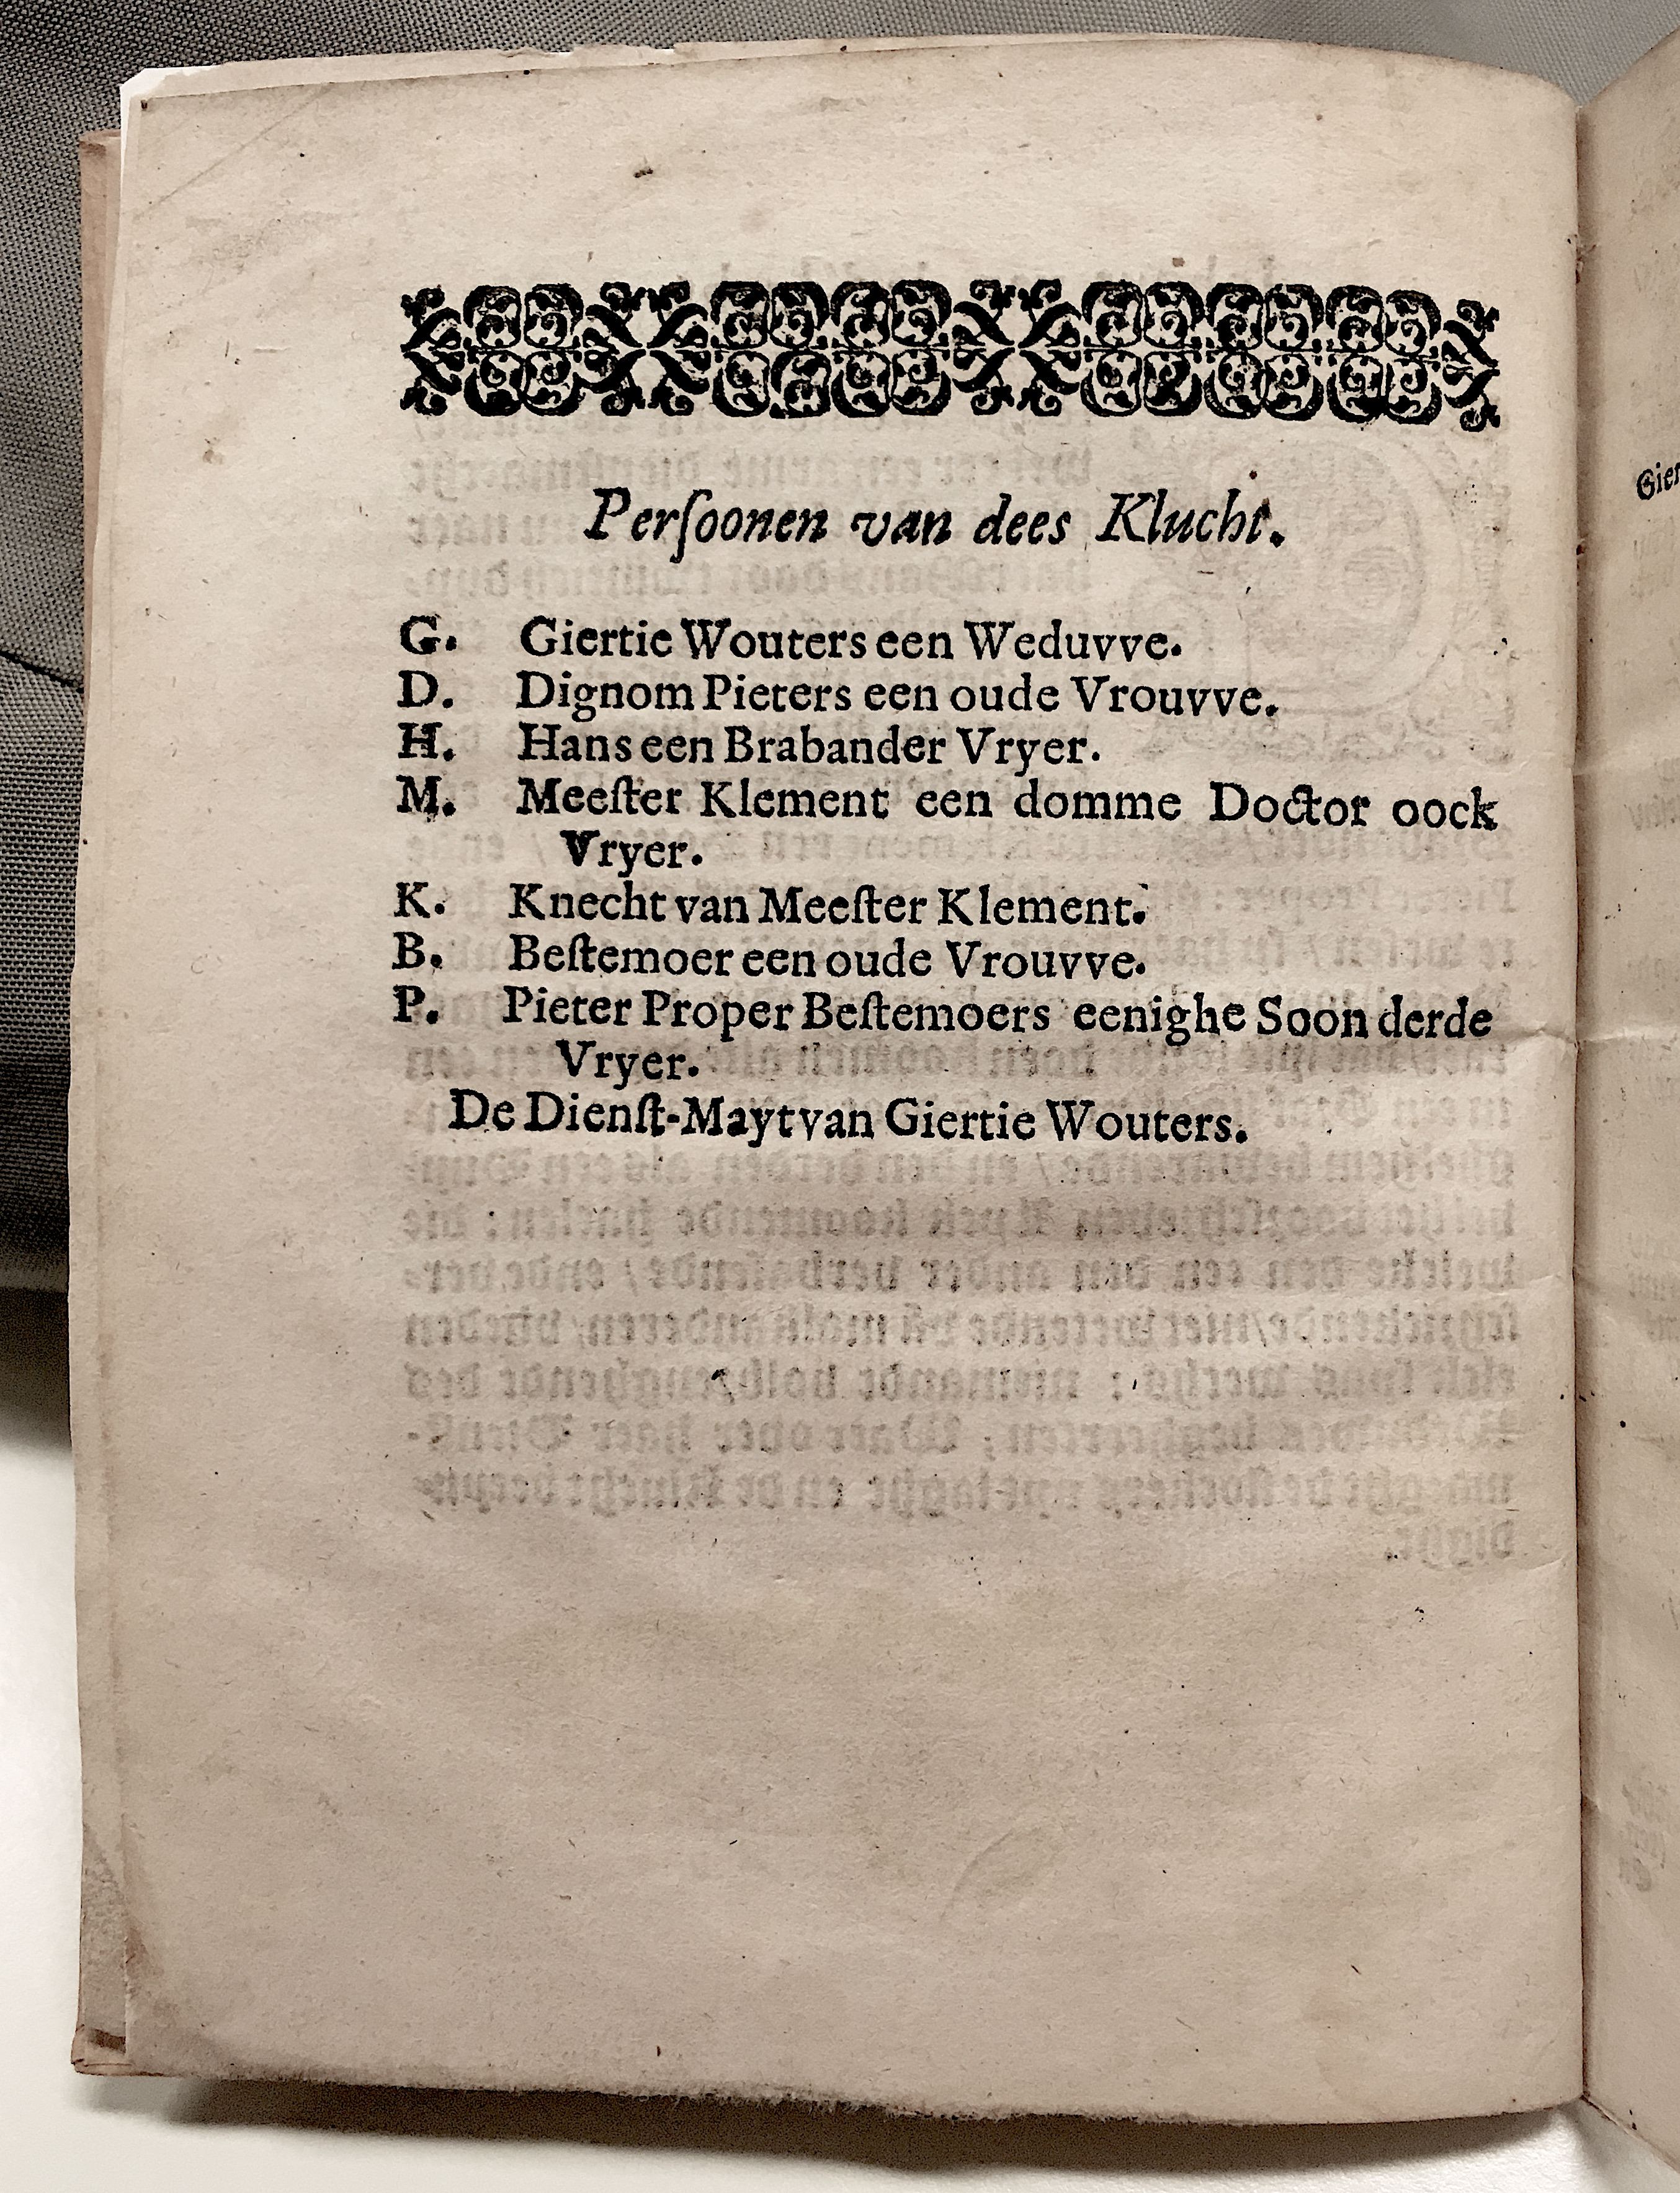 Perſoonen van dees Klucht.
G. Giertie Wouters een Weduvve.
D. Dignom Pieters een oude Vrouvve.
H. Hans een Brabander Vryer.
M. Meeſter Klement een domme Doctor oock
Vryer.
K. Knecht van Meeſter Klement.
B. Beſtemoer een oude Vrouvve.
P. Pieter Proper Beſtemoers eenighe Soon derde
Vryer.
De Dienſt-Mayt van Giertie Wouters.